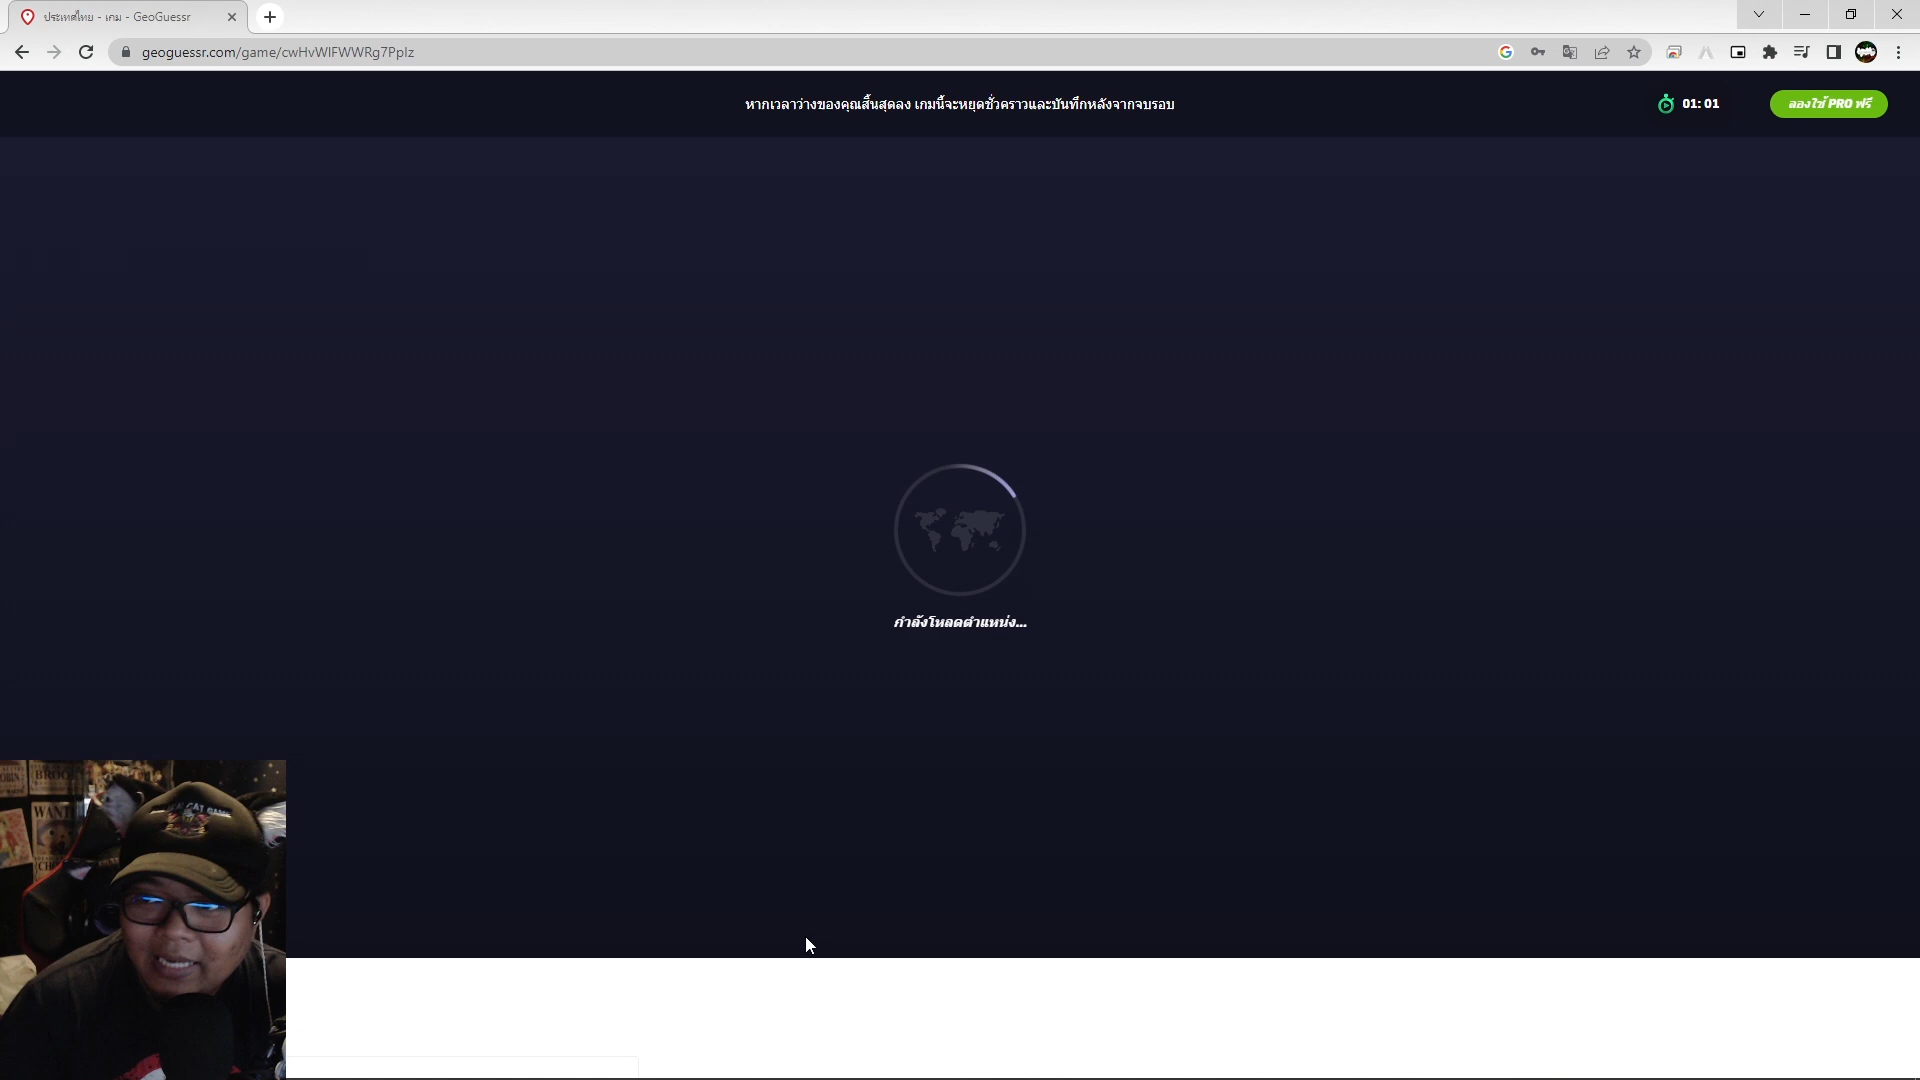 ประเทศไทย - เกม - GeoGuessr
geoguessr.com/game/cwHvWlFWWRg7PpIz
หากเวลาว่างของคุณสิ้นสุดลง เกมนี้จะหยุดชั่วคราวและบันทึกหลังจากจบรอบ
01:01
ลองใช้ PRO ฟรี
กำลังโหลดตำแหน่ง...